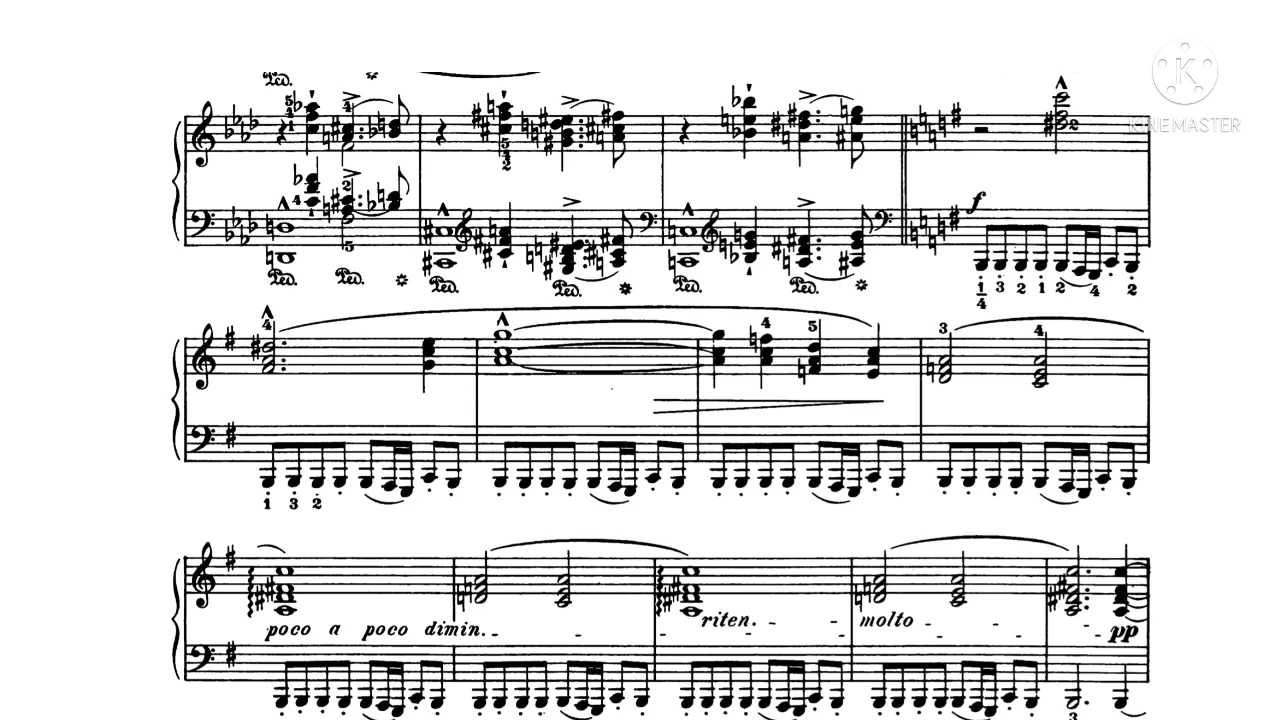 K
KINEMASTER
f
poco a poco dimin.
riten.
molto
pp